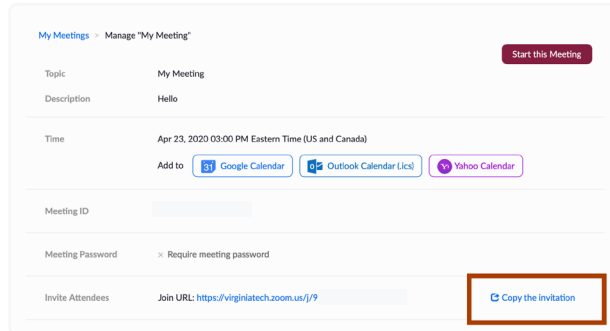 My Meetings > Manage "My Meeting"
Start this Meeting
Topic My Meeting
Description Hello
Time Apr 23, 2020 03:00 PM Eastern Time (US and Canada)
Add to 31 Google Calendar Outlook Calendar (.ics) Yahoo Calendar
Meeting ID
Meeting Password × Require meeting password
Invite Attendees Join URL: https://virginiatech.zoom.us/j/9 Copy the invitation